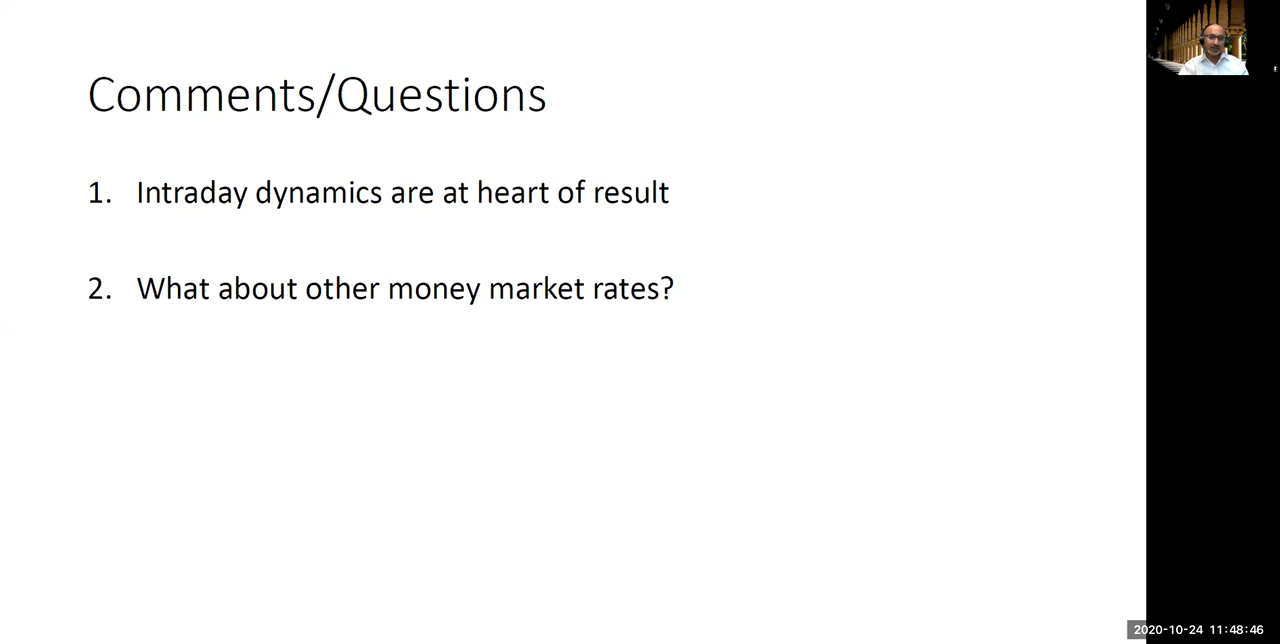 Comments/Questions
1. Intraday dynamics are at heart of result
2. What about other money market rates?
2020-10-24 11:48:46